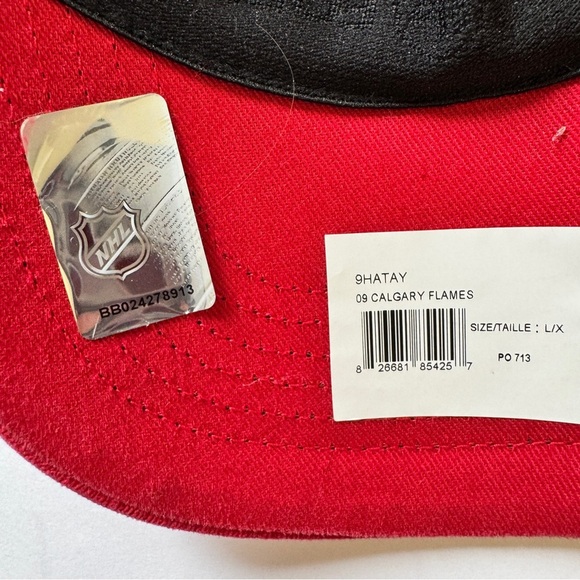 NHL
BB024278913
9HATAY
09 CALGARY FLAMES
SIZE/TAILLE : L/X
8 26681 85425 7
PO 713